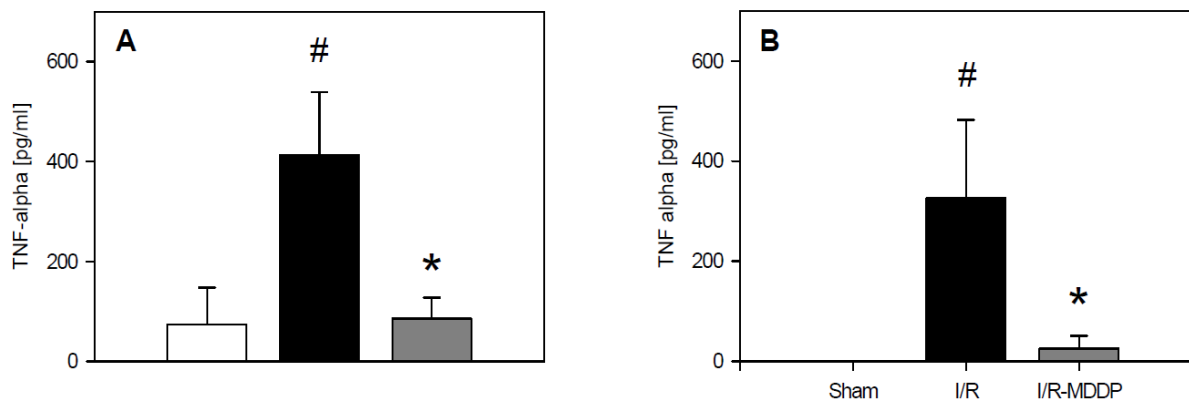 A
#
*
TNF-alpha [pg/ml]
600
400
200
0
B
#
*
TNF alpha [pg/ml]
600
400
200
0
Sham I/R I/R-MDDP